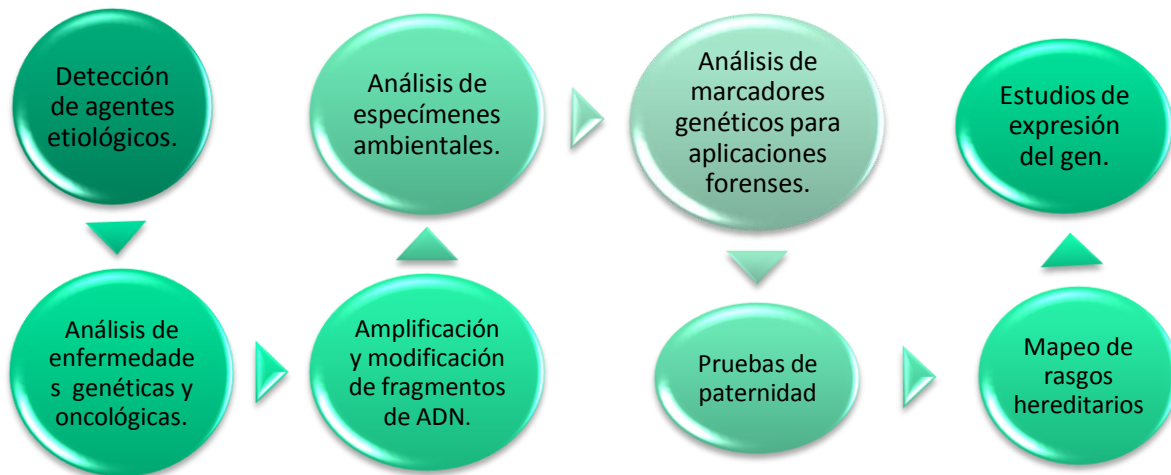 Detección
de agentes
etiológicos.
Análisis de
enfermedade
s genéticas y
oncológicas.
Amplificación
y modificación
de fragmentos
de ADN.
Análisis de
especímenes
ambientales.
Análisis de
marcadores
genéticos para
aplicaciones
forenses.
Pruebas de
paternidad
Mapeo de
rasgos
hereditarios
Estudios de
expresión
del gen.